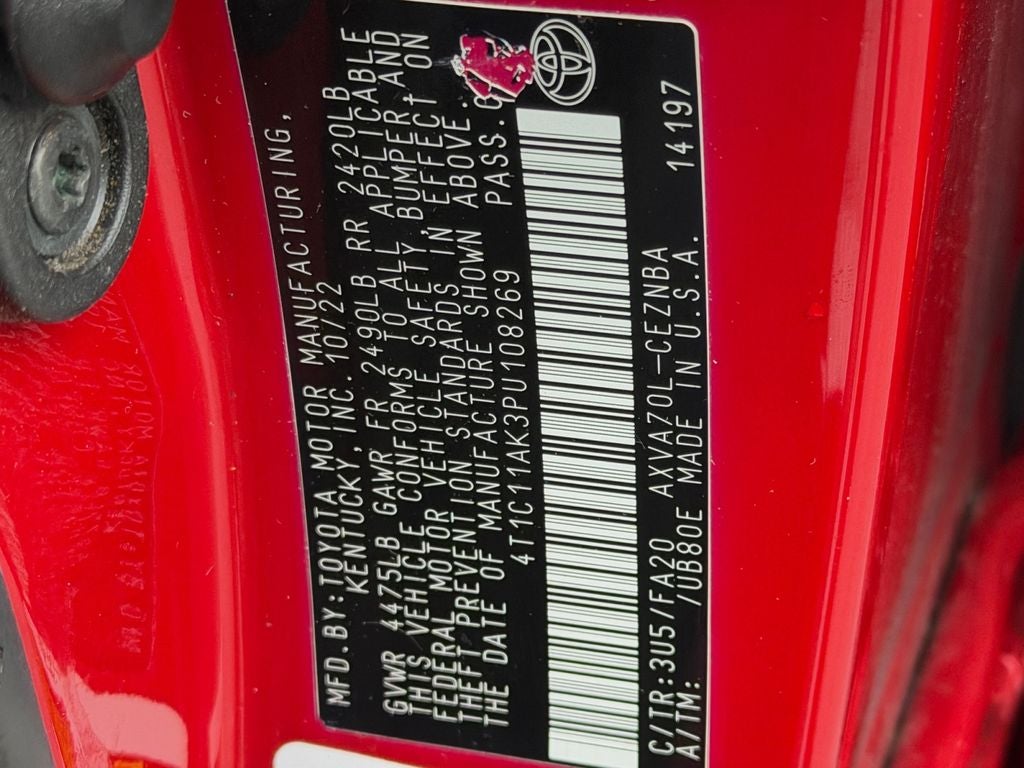 MFD.BY:TOYOTA MOTOR MANUFACTURING,
KENTUCKY, INC. 10/22
GVWR 4475LB GAWR FR 2490LB RR 2420LB
THIS VEHICLE CONFORMS TO ALL APPLICABLE
FEDERAL MOTOR VEHICLE SAFETY, BUMPER, AND
THEFT PREVENTION STANDARDS IN EFFECT ON
THE DATE OF MANUFACTURE SHOWN ABOVE.
4T1C11AK3PU108269 PASS.
C/TR:3U5/FA20 AXVA70L-CEZNBA 14197
A/TM: /UB80E MADE IN U.S.A.